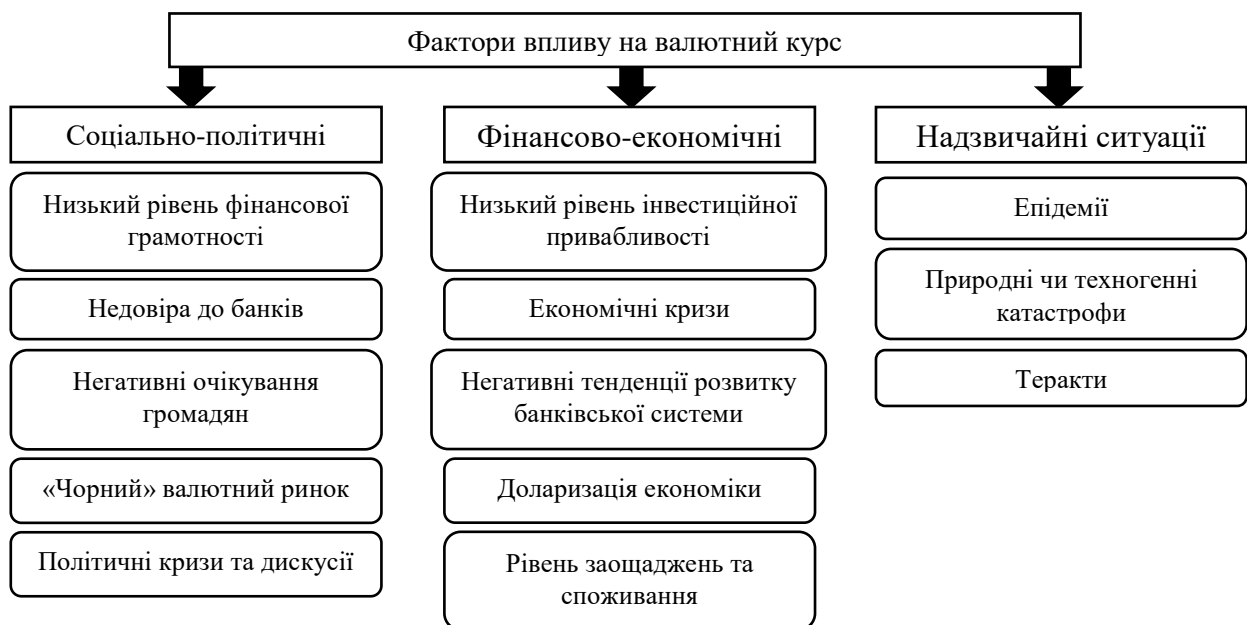 Фактори впливу на валютний курс
Соціально-політичні
Низький рівень фінансової
грамотності
Недовіра до банків
Негативні очікування
громадян
«Чорний» валютний ринок
Політичні кризи та дискусії
Фінансово-економічні
Низький рівень інвестиційної
привабливості
Економічні кризи
Негативні тенденції розвитку
банківської системи
Доларизація економіки
Рівень заощаджень та
споживання
Надзвичайні ситуації
Епідемії
Природні чи техногенні
катастрофи
Теракти